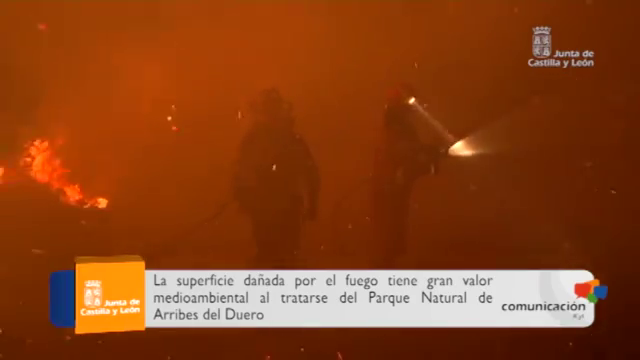 Junta de
Castilla y León
La superficie dañada por el fuego tiene gran valor
medioambiental al tratarse del Parque Natural de
Arribes del Duero
Junta de
Castilla y León
comunicación